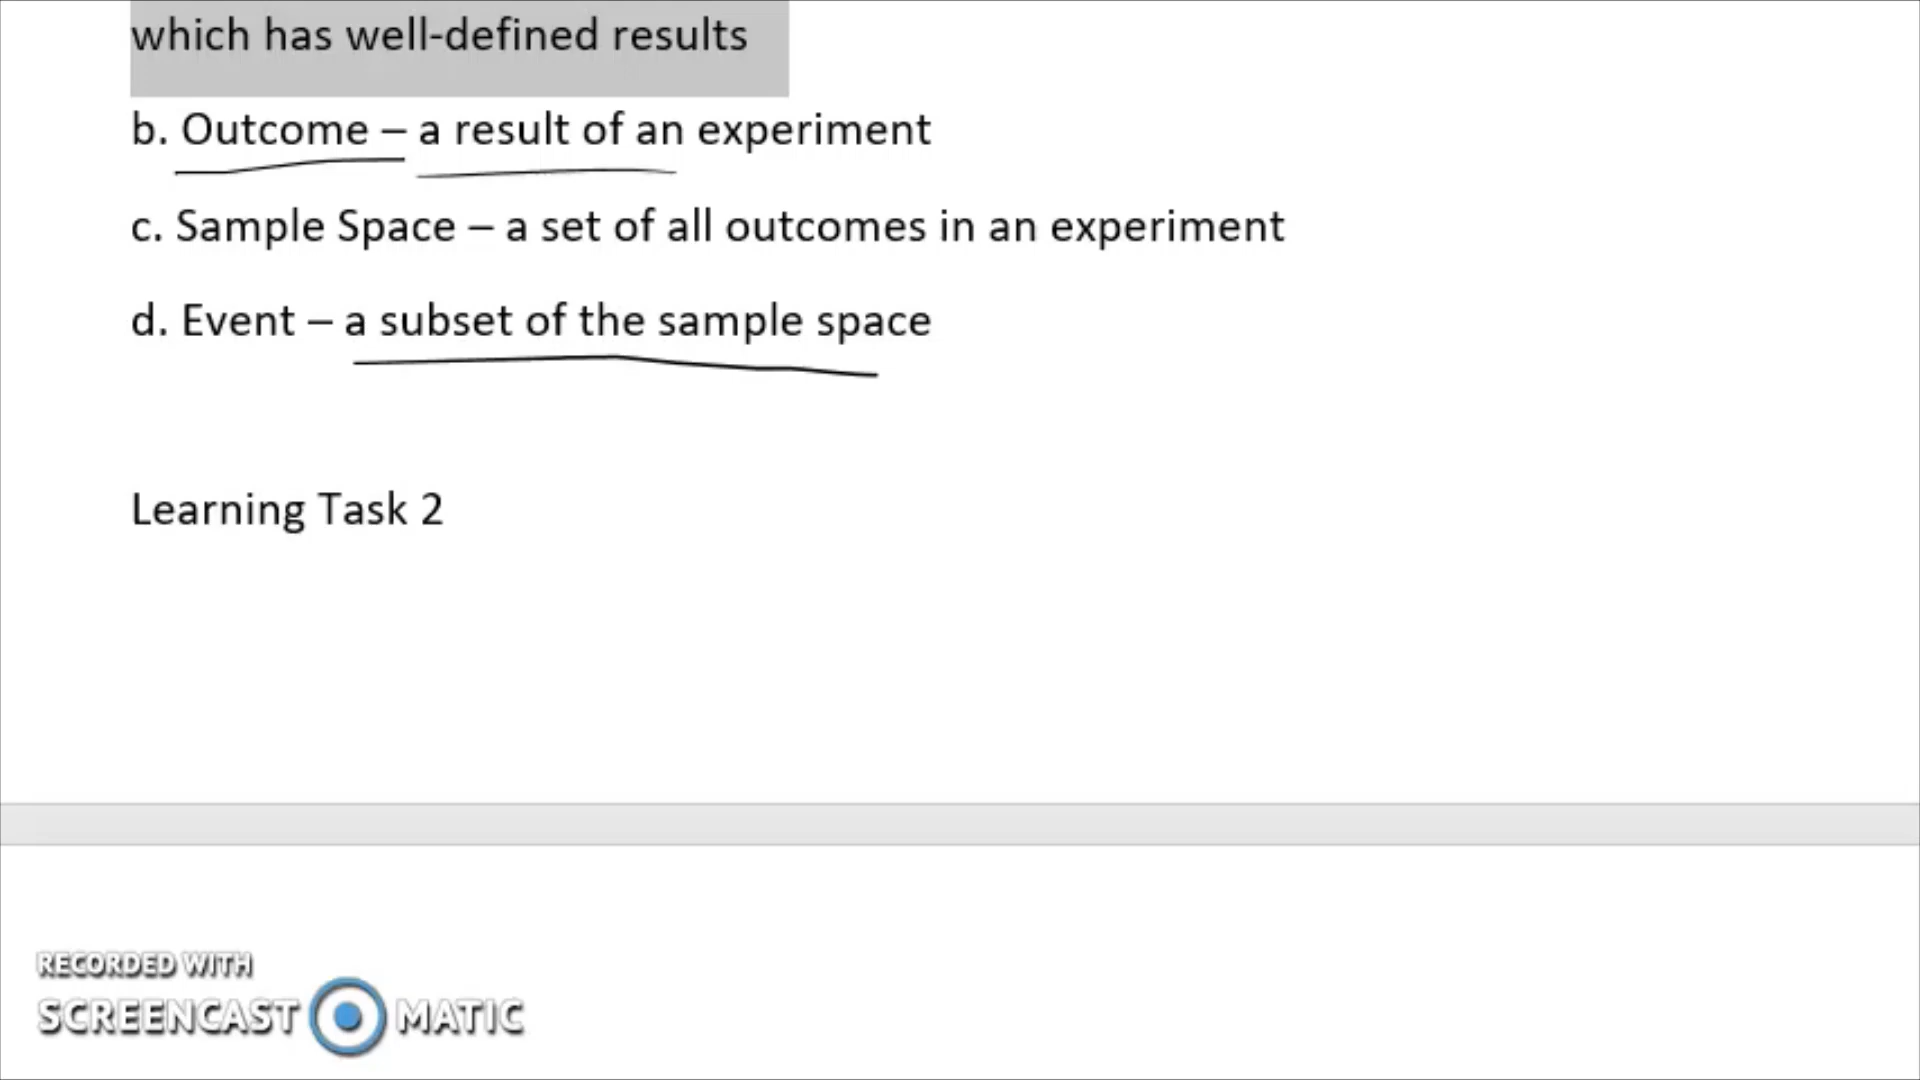 which has well-defined results
b. Outcome – a result of an experiment
c. Sample Space – a set of all outcomes in an experiment
d. Event – a subset of the sample space
Learning Task 2
RECORDED WITH
SCREENCAST MATIC